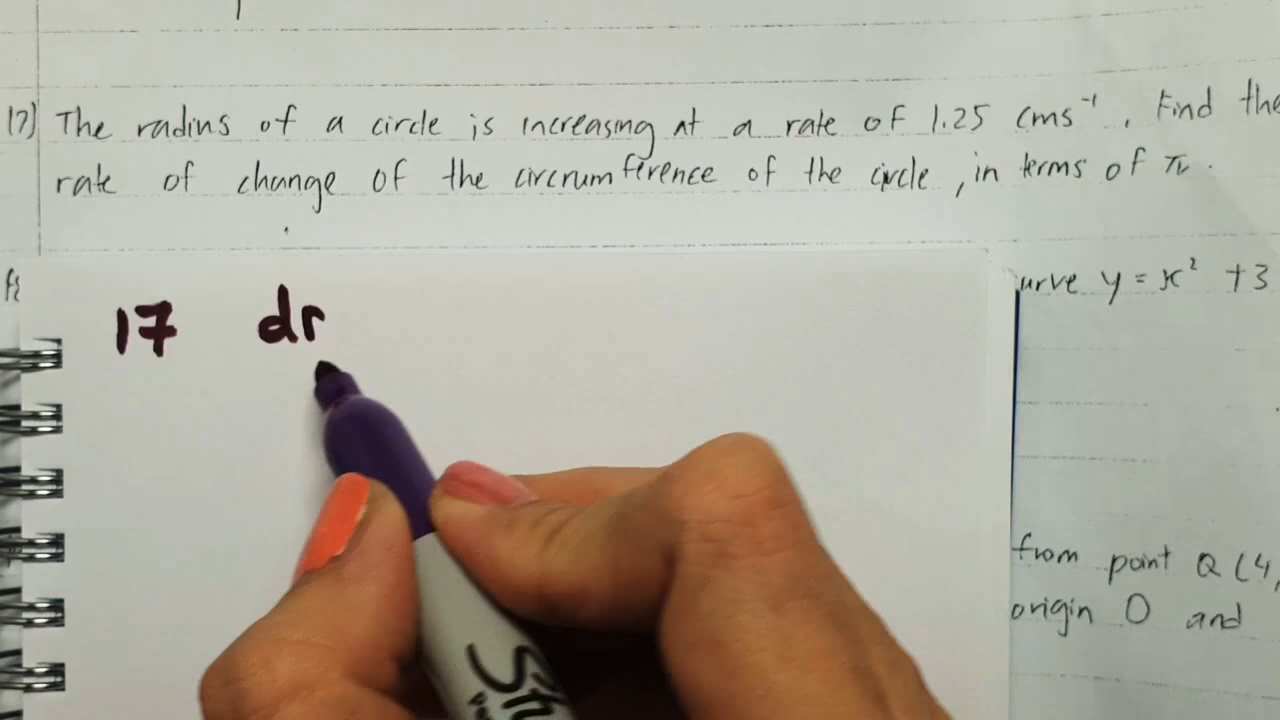 17) The radius of a circle is increasing at a rate of 1.25 cms⁻¹, Find the
rate of change of the circrumference of the circle, in terms of π.
17 dr
urve y = x² + 3
from point Q (4,
origin O and